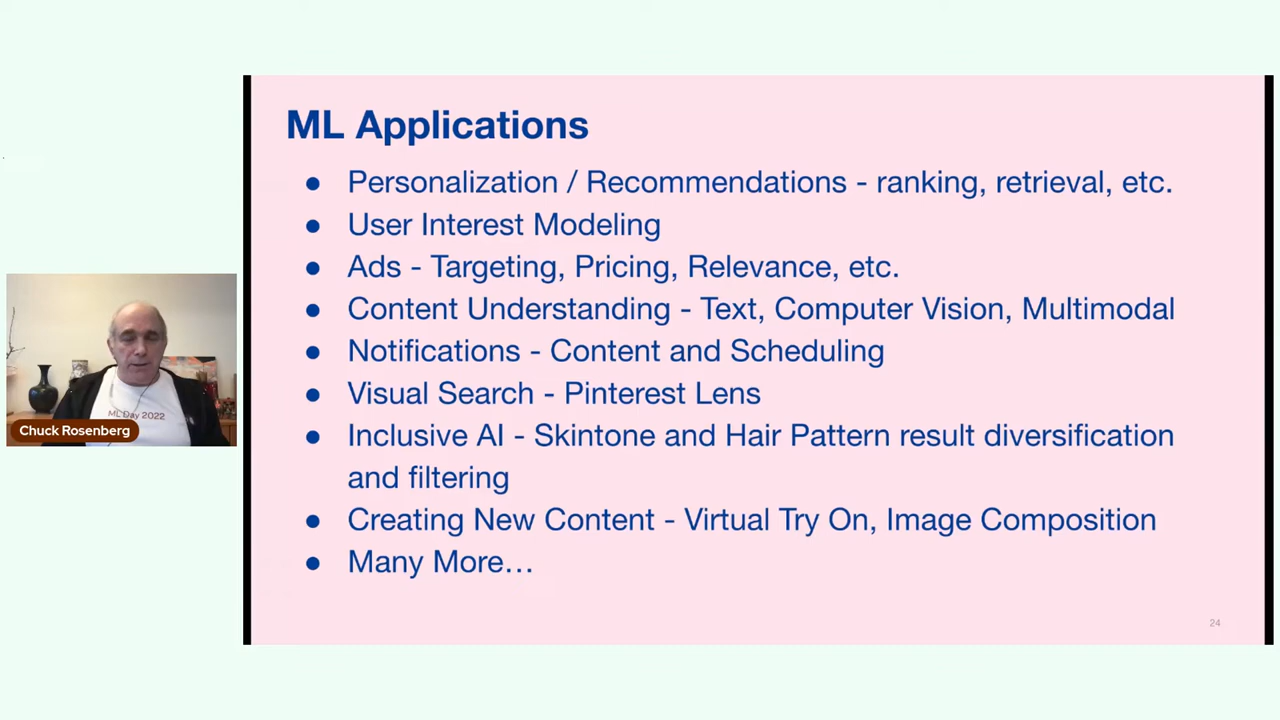 ML Applications
● Personalization / Recommendations - ranking, retrieval, etc.
● User Interest Modeling
● Ads - Targeting, Pricing, Relevance, etc.
● Content Understanding - Text, Computer Vision, Multimodal
● Notifications - Content and Scheduling
● Visual Search - Pinterest Lens
● Inclusive AI - Skintone and Hair Pattern result diversification
and filtering
● Creating New Content - Virtual Try On, Image Composition
● Many More…
24
ML Day 2022
Chuck Rosenberg